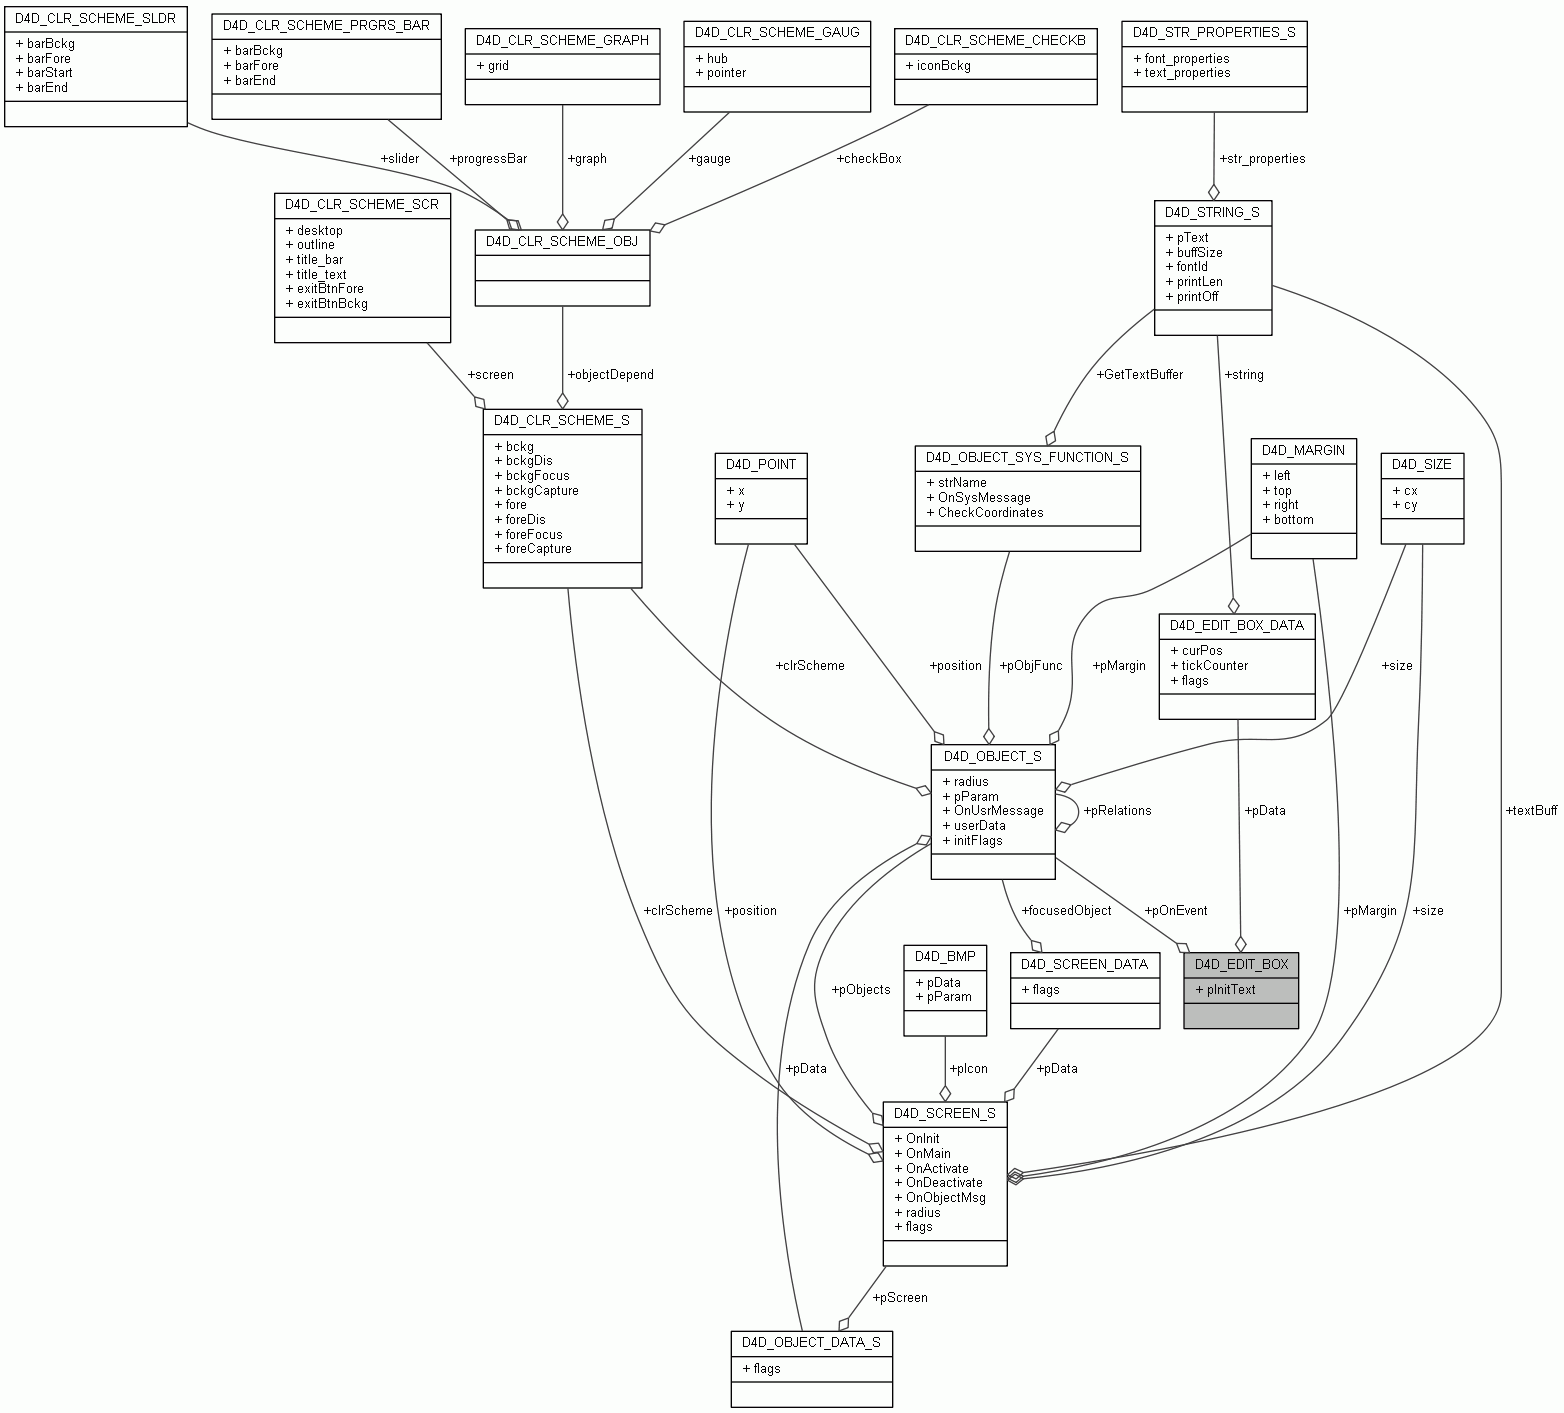 D4D_CLR_SCHEME_SLDR
+ barBckg
+ barFore
+ barStart
+ barEnd
D4D_CLR_SCHEME_PRGRS_BAR
+ barBckg
+ barFore
+ barEnd
D4D_CLR_SCHEME_GRAPH
+ grid
D4D_CLR_SCHEME_GAUG
+ hub
+ pointer
D4D_CLR_SCHEME_CHECKB
+ iconBckg
D4D_STR_PROPERTIES_S
+ font_properties
+ text_properties
+slider
+progressBar
+graph
+gauge
+checkBox
+str_properties
D4D_CLR_SCHEME_SCR
+ desktop
+ outline
+ title_bar
+ title_text
+ exitBtnFore
+ exitBtnBckg
D4D_CLR_SCHEME_OBJ
D4D_STRING_S
+ pText
+ buffSize
+ fontId
+ printLen
+ printOff
+screen
+objectDepend
+GetTextBuffer
+string
D4D_CLR_SCHEME_S
+ bckg
+ bckgDis
+ bckgFocus
+ bckgCapture
+ fore
+ foreDis
+ foreFocus
+ foreCapture
D4D_POINT
+ x
+ y
D4D_OBJECT_SYS_FUNCTION_S
+ strName
+ OnSysMessage
+ CheckCoordinates
D4D_MARGIN
+ left
+ top
+ right
+ bottom
D4D_SIZE
+ cx
+ cy
D4D_EDIT_BOX_DATA
+ curPos
+ tickCounter
+ flags
+clrScheme
+position
+pObjFunc
+pMargin
+size
D4D_OBJECT_S
+ radius
+ pParam
+ OnUsrMessage
+ userData
+ initFlags
+pRelations
+pData
+textBuff
+clrScheme
+position
+focusedObject
+pOnEvent
+pMargin
+size
+pObjects
D4D_BMP
+ pData
+ pParam
D4D_SCREEN_DATA
+ flags
D4D_EDIT_BOX
+ pInitText
+pData
+pIcon
+pData
D4D_SCREEN_S
+ OnInit
+ OnMain
+ OnActivate
+ OnDeactivate
+ OnObjectMsg
+ radius
+ flags
+pScreen
D4D_OBJECT_DATA_S
+ flags